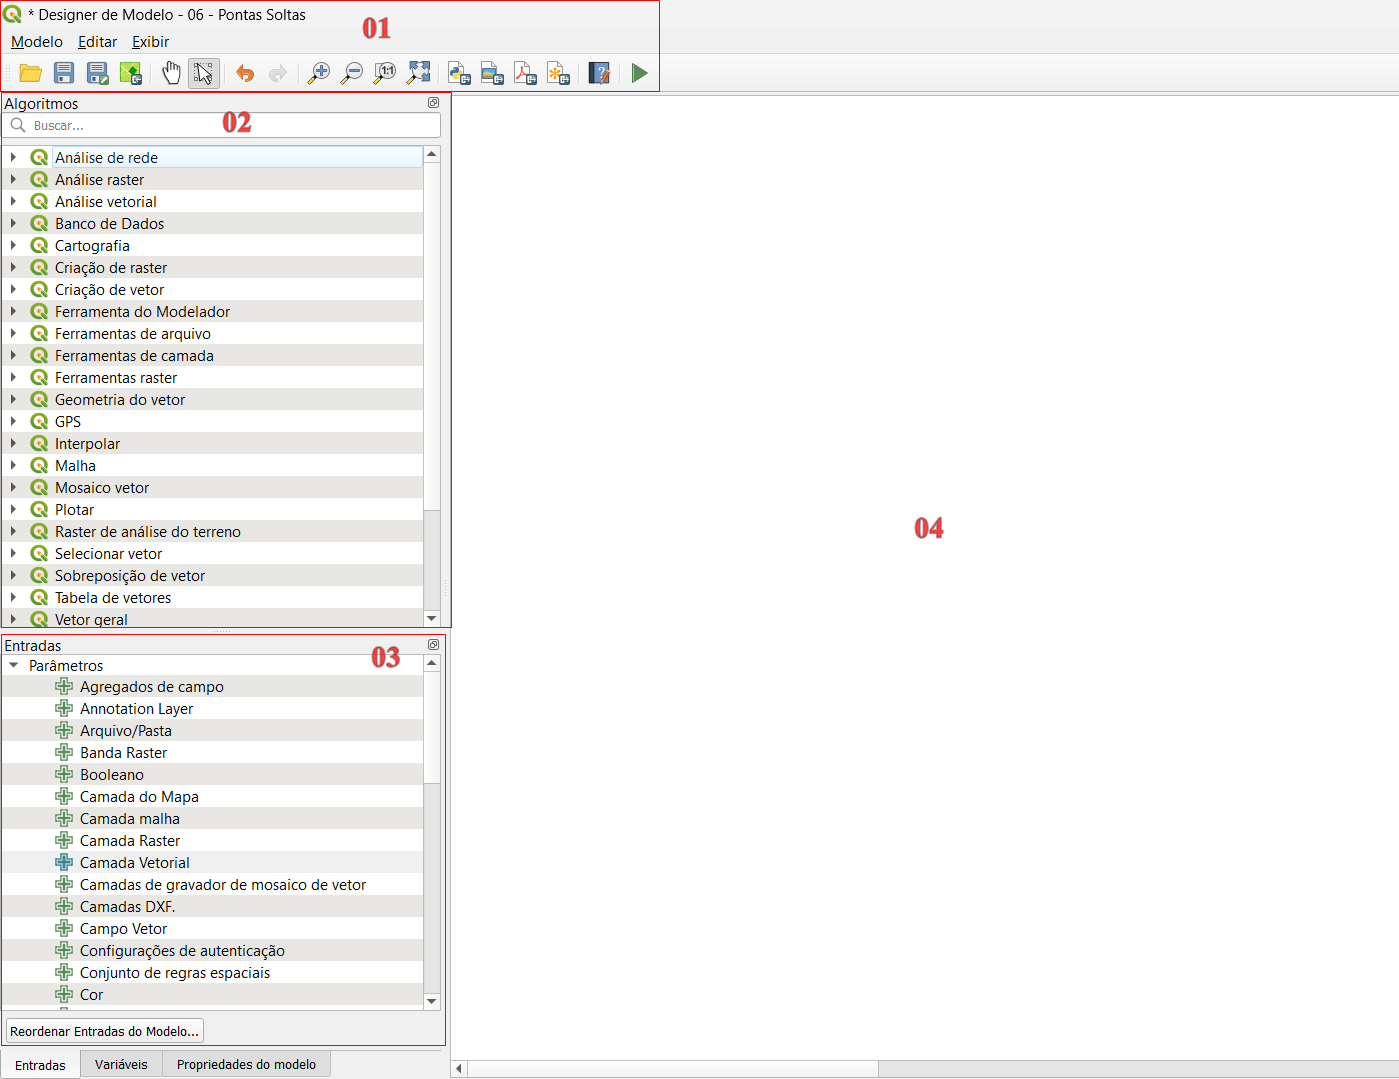 * Designer de Modelo - 06 - Pontas Soltas
01
Modelo Editar Exibir
1:1
Algoritmos
02
Buscar...
Análise de rede
Análise raster
Análise vetorial
Banco de Dados
Cartografia
Criação de raster
Criação de vetor
Ferramenta do Modelador
Ferramentas de arquivo
Ferramentas de camada
Ferramentas raster
Geometria do vetor
GPS
Interpolar
Malha
Mosaico vetor
Plotar
Raster de análise do terreno
Selecionar vetor
Sobreposição de vetor
Tabela de vetores
Vetor geral
04
Entradas
03
Parâmetros
Agregados de campo
Annotation Layer
Arquivo/Pasta
Banda Raster
Booleano
Camada do Mapa
Camada malha
Camada Raster
Camada Vetorial
Camadas de gravador de mosaico de vetor
Camadas DXF.
Campo Vetor
Configurações de autenticação
Conjunto de regras espaciais
Cor
Reordenar Entradas do Modelo...
Entradas Variáveis Propriedades do modelo